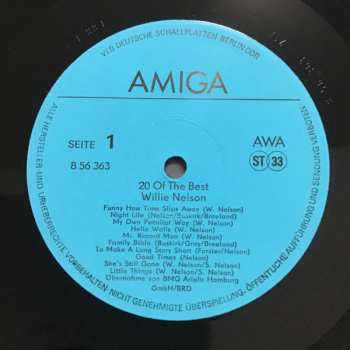 VEB DEUTSCHE SCHALLPLATTEN BERLIN DDR
AMIGA
SEITE 1
AWA
8 56 363
ST 33
20 Of The Best
Willie Nelson
Funny How Time Slips Away (W. Nelson)
Night Life (Nelson/Buskirk/Breeland)
My Own Peculiar Way (W. Nelson)
Hello Walls (W. Nelson)
Mr. Record Man (W. Nelson)
Family Bible (Buskirk/Gray/Breeland)
To Make A Long Story Short (Forster/Nelson)
Good Times (Nelson)
She's Still Gone (W. Nelson/S. Nelson)
Little Things (W. Nelson/S. Nelson)
Übernahme von BMG Ariola Hamburg
GmbH/BRD
ALLE HERSTELLER- UND URHEBERRECHTE VORBEHALTEN · NICHT GENEHMIGTE ÜBERSPIELUNG, ÖFFENTLICHE AUFFÜHRUNG UND SENDUNG VERBOTEN